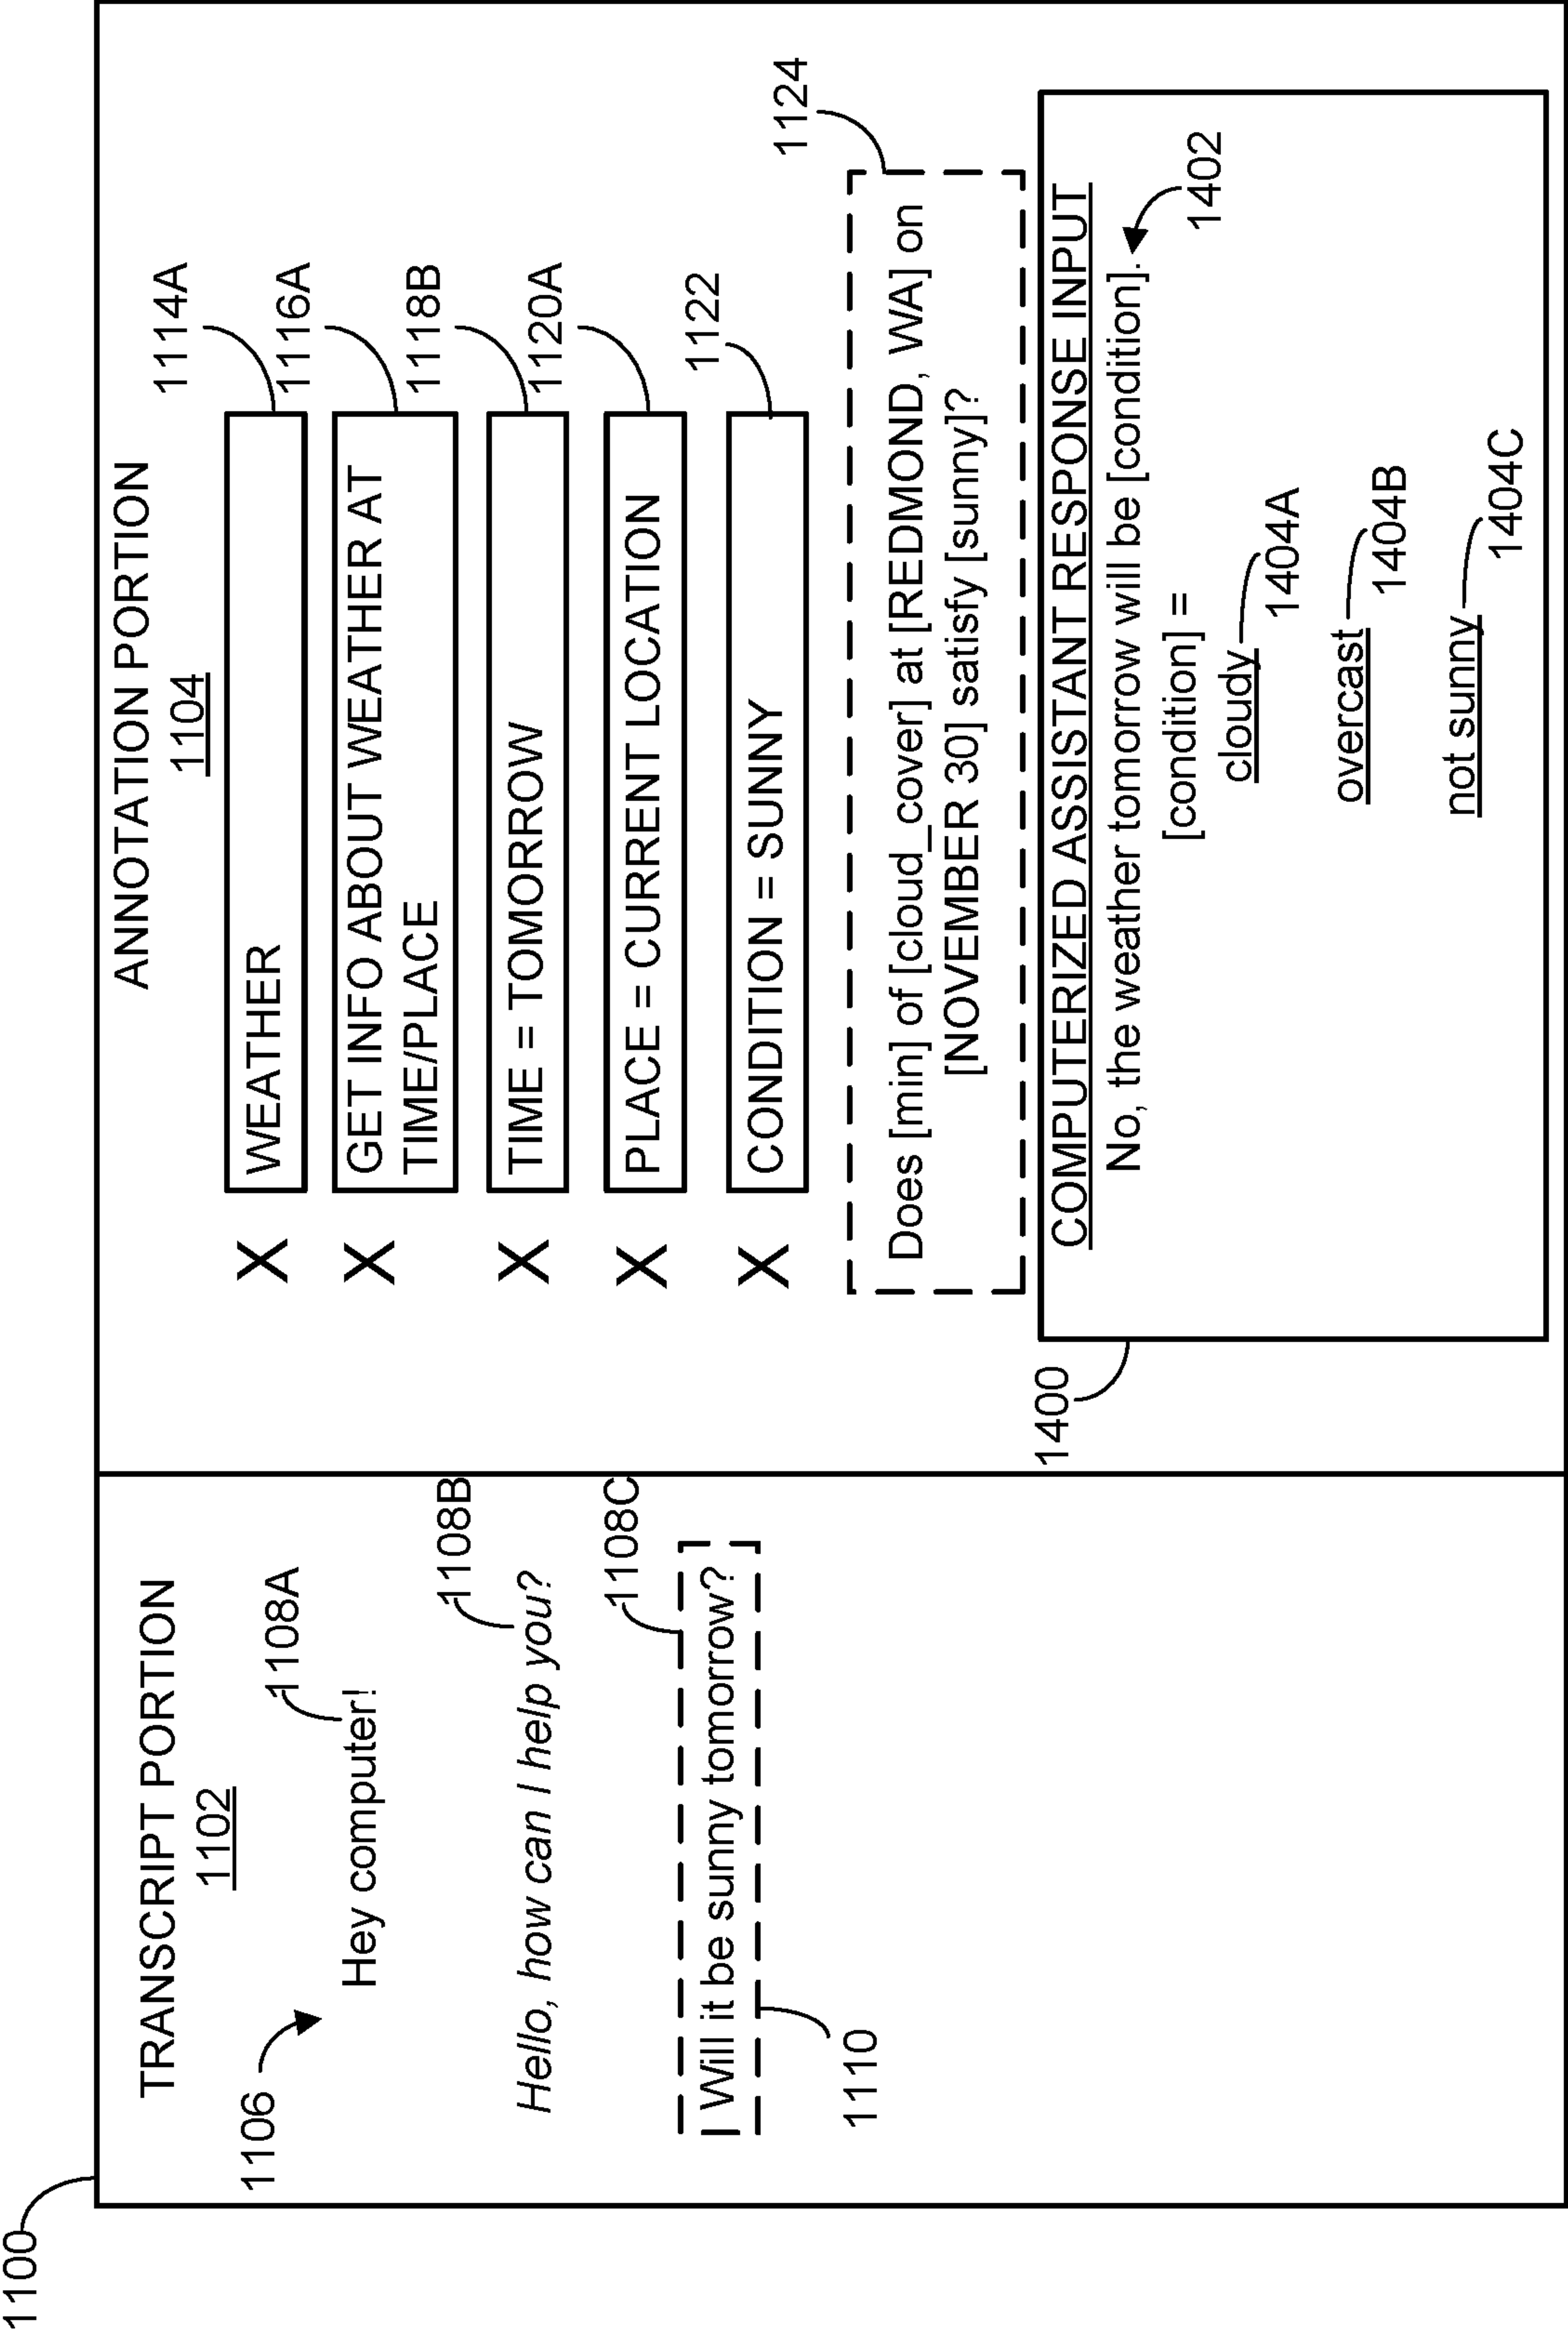 1100
TRANSCRIPT PORTION
1102
1106
1108A
Hey computer!
1108B
Hello, how can I help you?
1108C
Will it be sunny tomorrow?
1110
ANNOTATION PORTION
1104
1114A
X WEATHER
1116A
X GET INFO ABOUT WEATHER AT
TIME/PLACE
1118B
X TIME = TOMORROW
1120A
X PLACE = CURRENT LOCATION
1122
X CONDITION = SUNNY
1124
Does [min] of [cloud_cover] at [REDMOND, WA] on
[NOVEMBER 30] satisfy [sunny]?
1400
COMPUTERIZED ASSISTANT RESPONSE INPUT
No, the weather tomorrow will be [condition].
1402
[condition] =
cloudy
1404A
overcast
1404B
not sunny
1404C